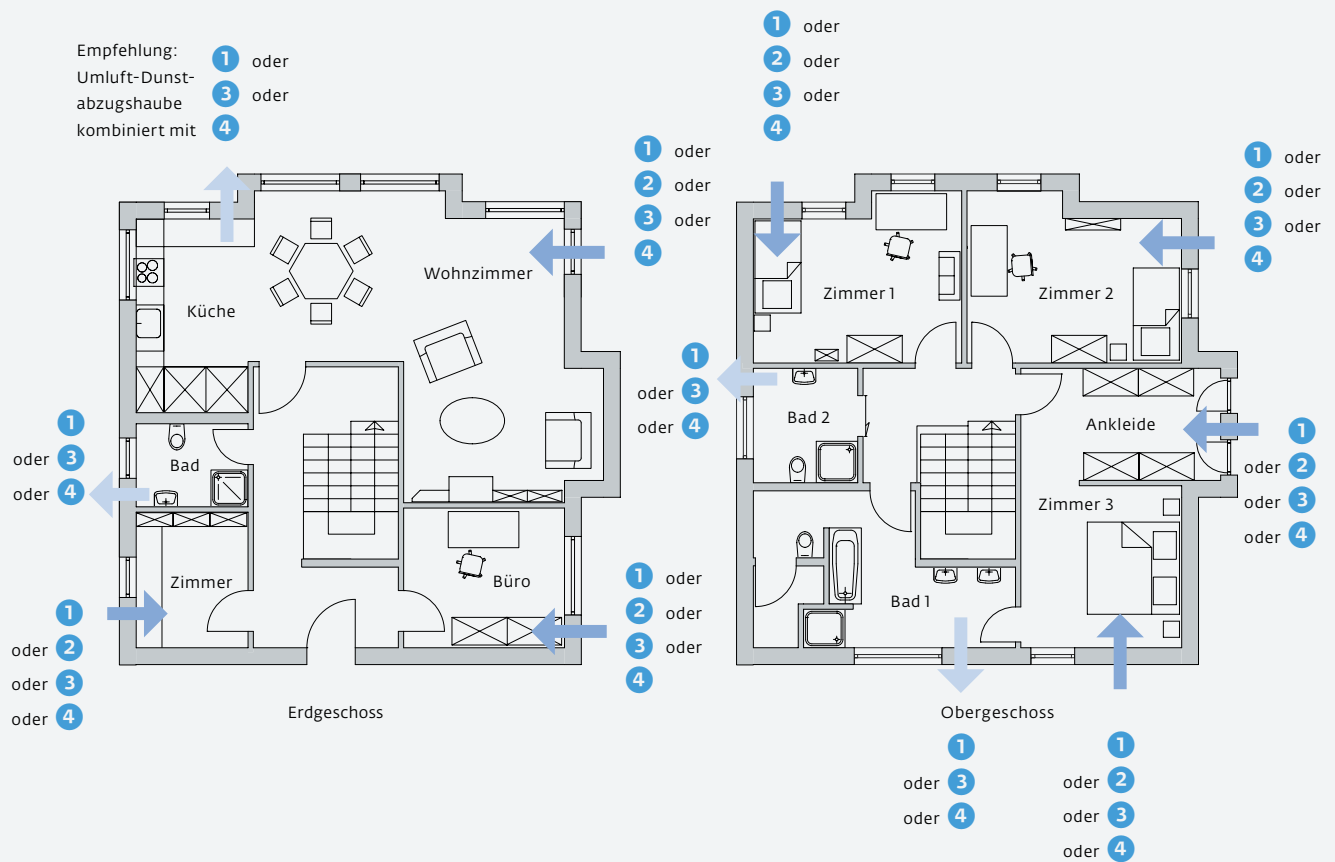 Empfehlung:
Umluft-Dunst-
abzugshaube
kombiniert mit
1 oder
3 oder
4
1 oder
2 oder
3 oder
4
Wohnzimmer
Küche
1
oder 3
oder 4
Bad
Zimmer
1
oder 2
oder 3
oder 4
Büro
1 oder
2 oder
3 oder
4
Erdgeschoss
1 oder
2 oder
3 oder
4
1 oder
2 oder
3 oder
4
Zimmer 1
Zimmer 2
1
oder 3
oder 4
Bad 2
Ankleide
1
oder 2
oder 3
oder 4
Zimmer 3
Bad 1
Obergeschoss
1
oder 3
oder 4
1
oder 2
oder 3
oder 4